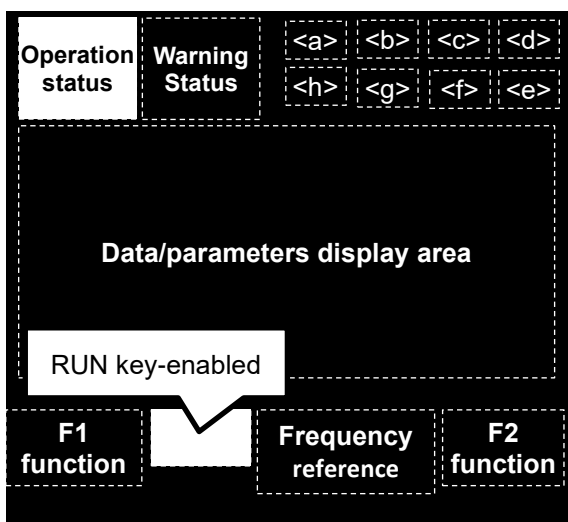 Operation
status
Warning
Status
<a> <b> <c> <d>
<h> <g> <f> <e>
Data/parameters display area
RUN key-enabled
F1
function
Frequency
reference
F2
function